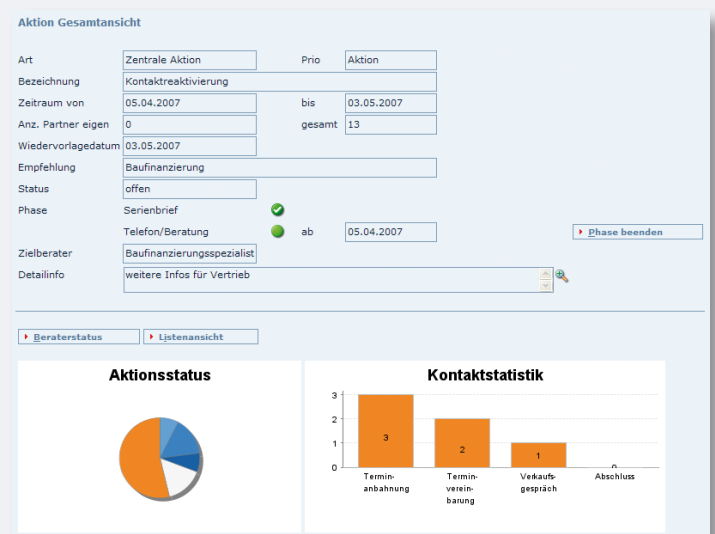 Aktion Gesamtansicht
Art Zentrale Aktion Prio Aktion
Bezeichnung Kontaktreaktivierung
Zeitraum von 05.04.2007 bis 03.05.2007
Anz. Partner eigen 0 gesamt 13
Wiedervorlagedatum 03.05.2007
Empfehlung Baufinanzierung
Status offen
Phase Serienbrief
Telefon/Beratung ab 05.04.2007 Phase beenden
Zielberater Baufinanzierungsspezialist
Detailinfo weitere Infos für Vertrieb
Beraterstatus Listenansicht
Aktionsstatus
Kontaktstatistik
3
2
1
0
3
2
1
0
Termin-
anbahnung
Termin-
verein-
barung
Verkaufs-
gespräch
Abschluss